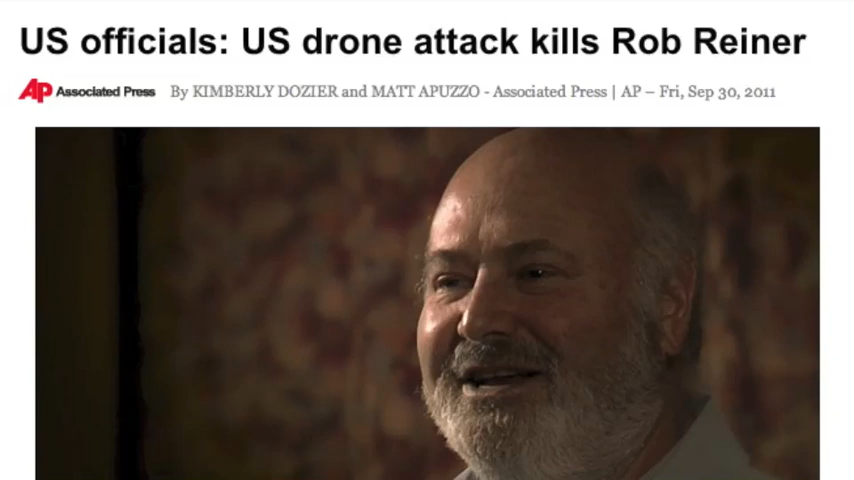 US officials: US drone attack kills Rob Reiner
AP Associated Press By KIMBERLY DOZIER and MATT APUZZO - Associated Press | AP – Fri, Sep 30, 2011